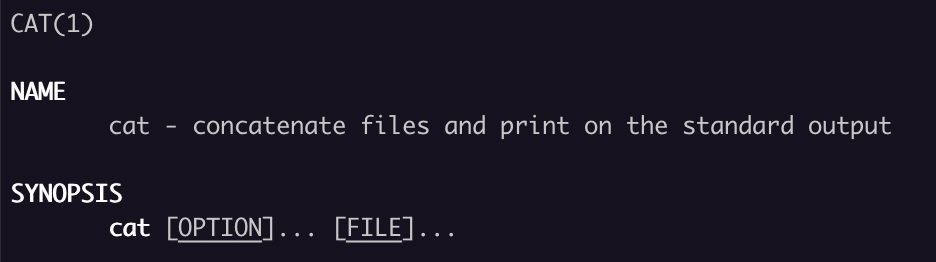 CAT(1)
NAME
cat - concatenate files and print on the standard output
SYNOPSIS
cat [OPTION]... [FILE]...